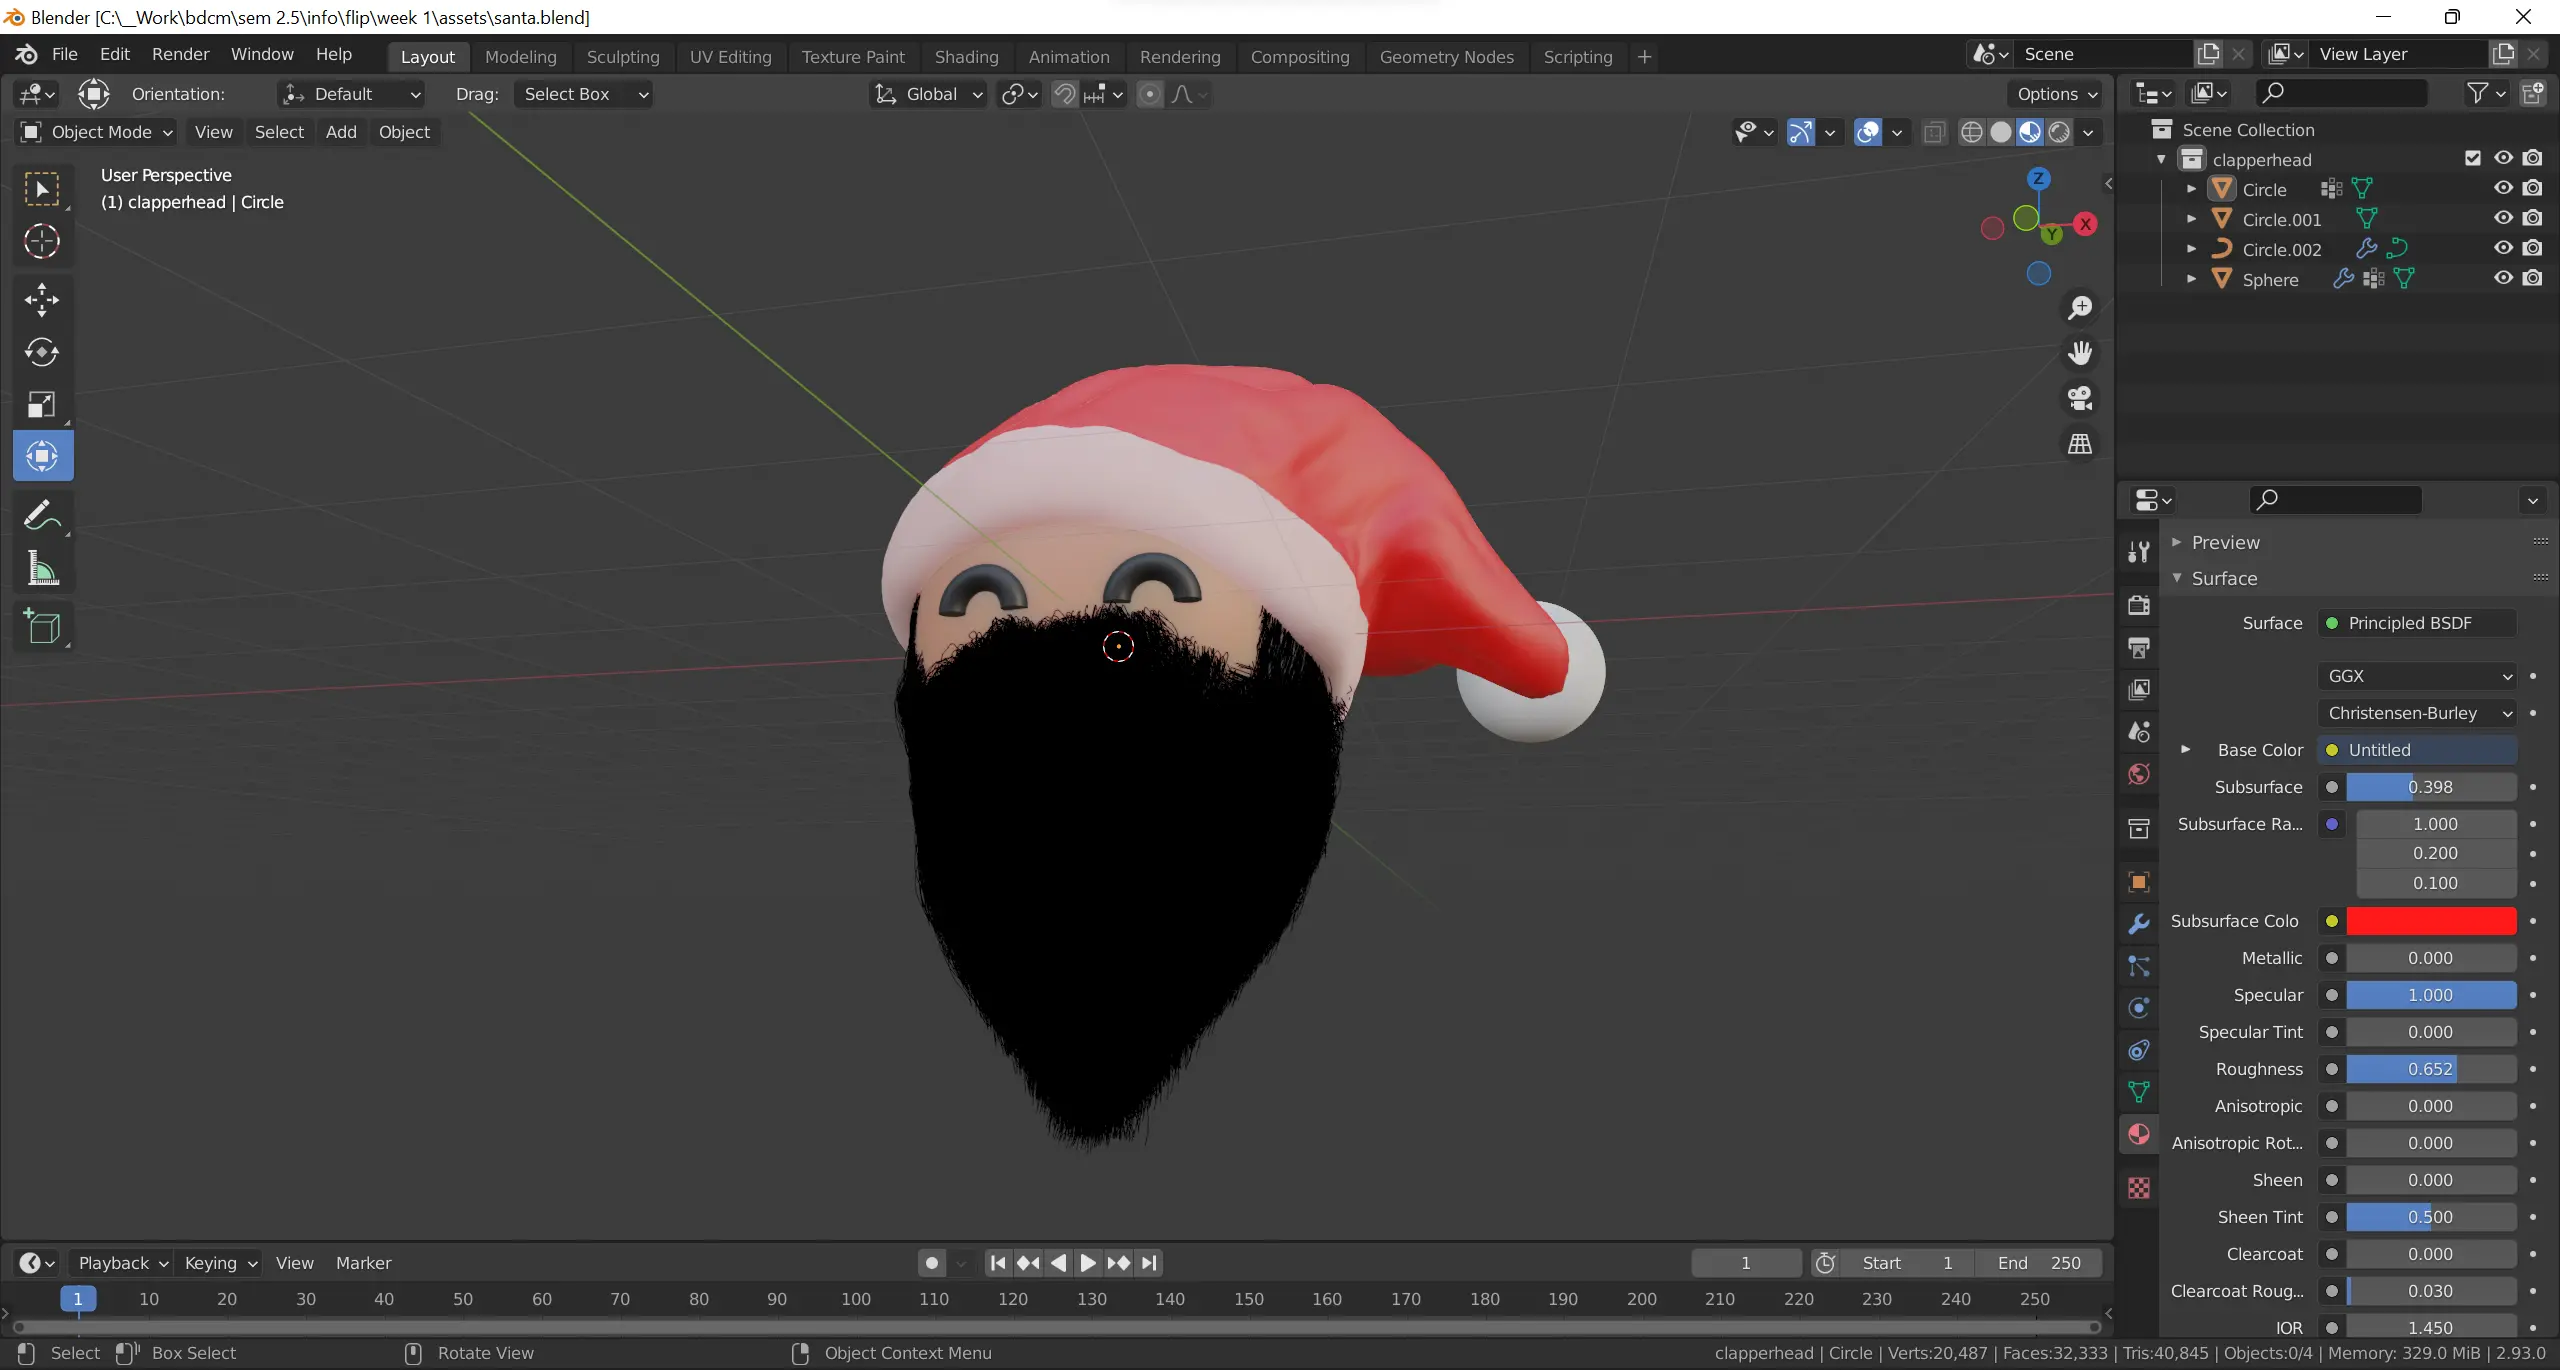 Blender [C:\__Work\bdcm\sem 2.5\info\flip\week 1\assets\santa.blend]
File Edit Render Window Help Layout Modeling Sculpting UV Editing Texture Paint Shading Animation Rendering Compositing Geometry Nodes Scripting + Scene View Layer
Orientation: Default Drag: Select Box Global Options
Object Mode View Select Add Object
User Perspective
(1) clapperhead | Circle
Z
X
Y
Scene Collection
clapperhead
Circle
Circle.001
Circle.002
Sphere
Preview
Surface
Surface Principled BSDF
GGX
Christensen-Burley
Base Color Untitled
Subsurface 0.398
Subsurface Ra... 1.000
0.200
0.100
Subsurface Colo
Metallic 0.000
Specular 1.000
Specular Tint 0.000
Roughness 0.652
Anisotropic 0.000
Anisotropic Rot... 0.000
Sheen 0.000
Sheen Tint 0.500
Clearcoat 0.000
Clearcoat Roug... 0.030
IOR 1.450
Playback Keying View Marker 1 Start 1 End 250
1 10 20 30 40 50 60 70 80 90 100 110 120 130 140 150 160 170 180 190 200 210 220 230 240 250
Select Box Select Rotate View Object Context Menu clapperhead | Circle | Verts:20,487 | Faces:32,333 | Tris:40,845 | Objects:0/4 | Memory: 329.0 MiB | 2.93.0